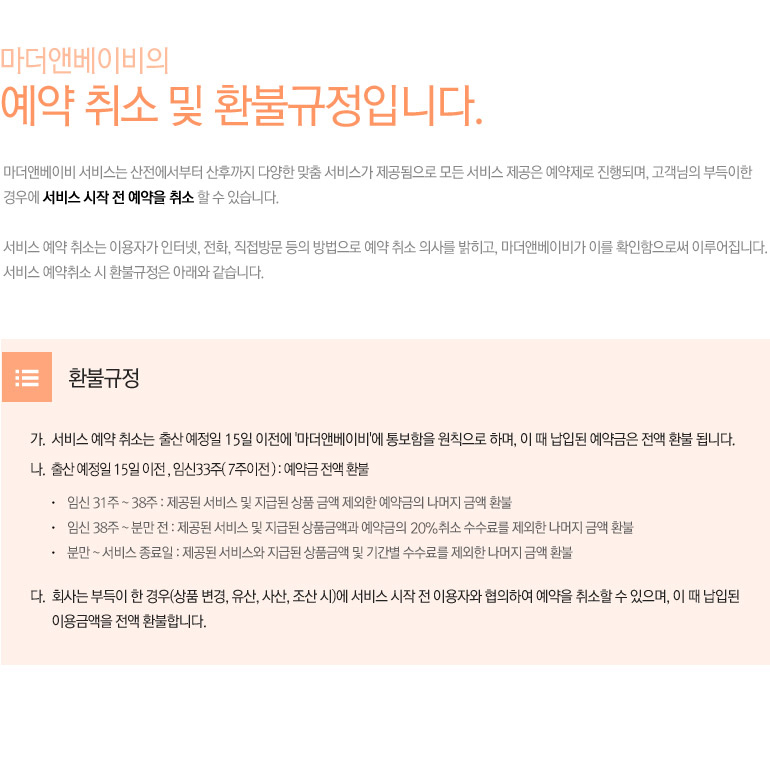 마더앤베이비의
예약 취소 및 환불규정입니다.
마더앤베이비 서비스는 산전에서부터 산후까지 다양한 맞춤 서비스가 제공됨으로 모든 서비스 제공은 예약제로 진행되며, 고객님의 부득이한
경우에 서비스 시작 전 예약을 취소 할 수 있습니다.
서비스 예약 취소는 이용자가 인터넷, 전화, 직접방문 등의 방법으로 예약 취소 의사를 밝히고, 마더앤베이비가 이를 확인함으로써 이루어집니다.
서비스 예약취소 시 환불규정은 아래와 같습니다.
환불규정
가. 서비스 예약 취소는 출산 예정일 15일 이전에 '마더앤베이비'에 통보함을 원칙으로 하며, 이 때 납입된 예약금은 전액 환불 됩니다.
나. 출산 예정일 15일 이전 , 임신33주( 7주이전 ) : 예약금 전액 환불
• 임신 31주 ~ 38주 : 제공된 서비스 및 지급된 상품 금액 제외한 예약금의 나머지 금액 환불
• 임신 38주 ~ 분만 전 : 제공된 서비스 및 지급된 상품금액과 예약금의 20%취소 수수료를 제외한 나머지 금액 환불
• 분만 ~ 서비스 종료일 : 제공된 서비스와 지급된 상품금액 및 기간별 수수료를 제외한 나머지 금액 환불
다. 회사는 부득이 한 경우(상품 변경, 유산, 사산, 조산 시)에 서비스 시작 전 이용자와 협의하여 예약을 취소할 수 있으며, 이 때 납입된
이용금액을 전액 환불합니다.